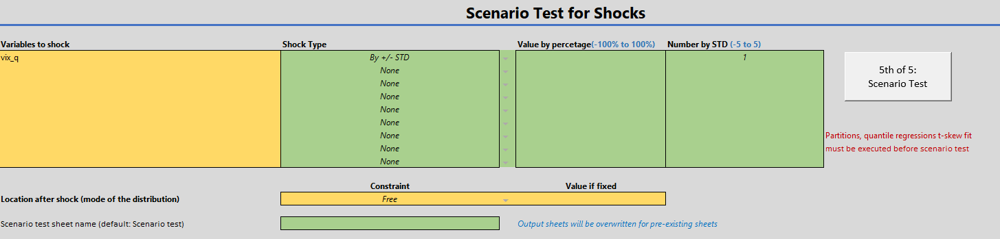 Scenario Test for Shocks
Variables to shock Shock Type Value by percetage(-100% to 100%) Number by STD (-5 to 5)
vix_q By +/- STD 1
None
None
None
None
None
None
None
None
5th of 5:
Scenario Test
Partitions, quantile regressions t-skew fit
must be executed before scenario test
Constraint Value if fixed
Location after shock (mode of the distribution) Free
Scenario test sheet name (default: Scenario test) Output sheets will be overwritten for pre-existing sheets